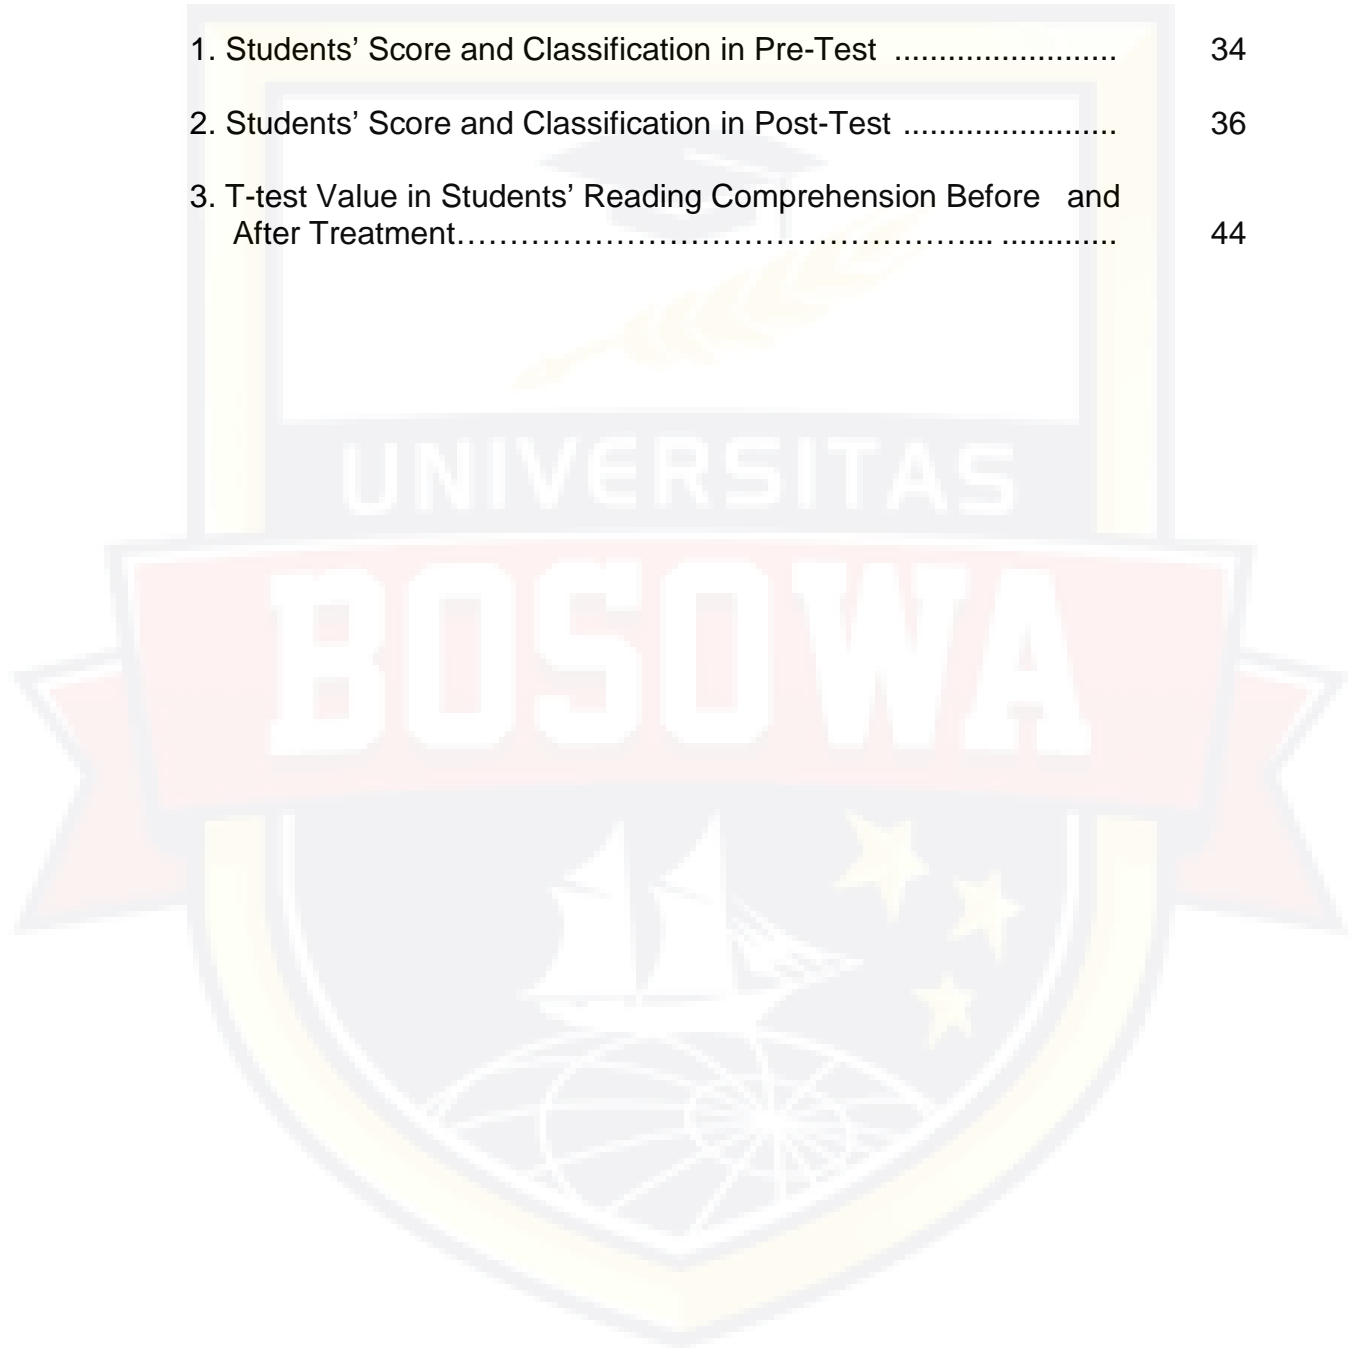 1. Students’ Score and Classification in Pre-Test ......................... 34
2. Students’ Score and Classification in Post-Test ........................ 36
3. T-test Value in Students’ Reading Comprehension Before and
After Treatment……………………………………………... ............. 44
UNIVERSITAS
BOSOWA